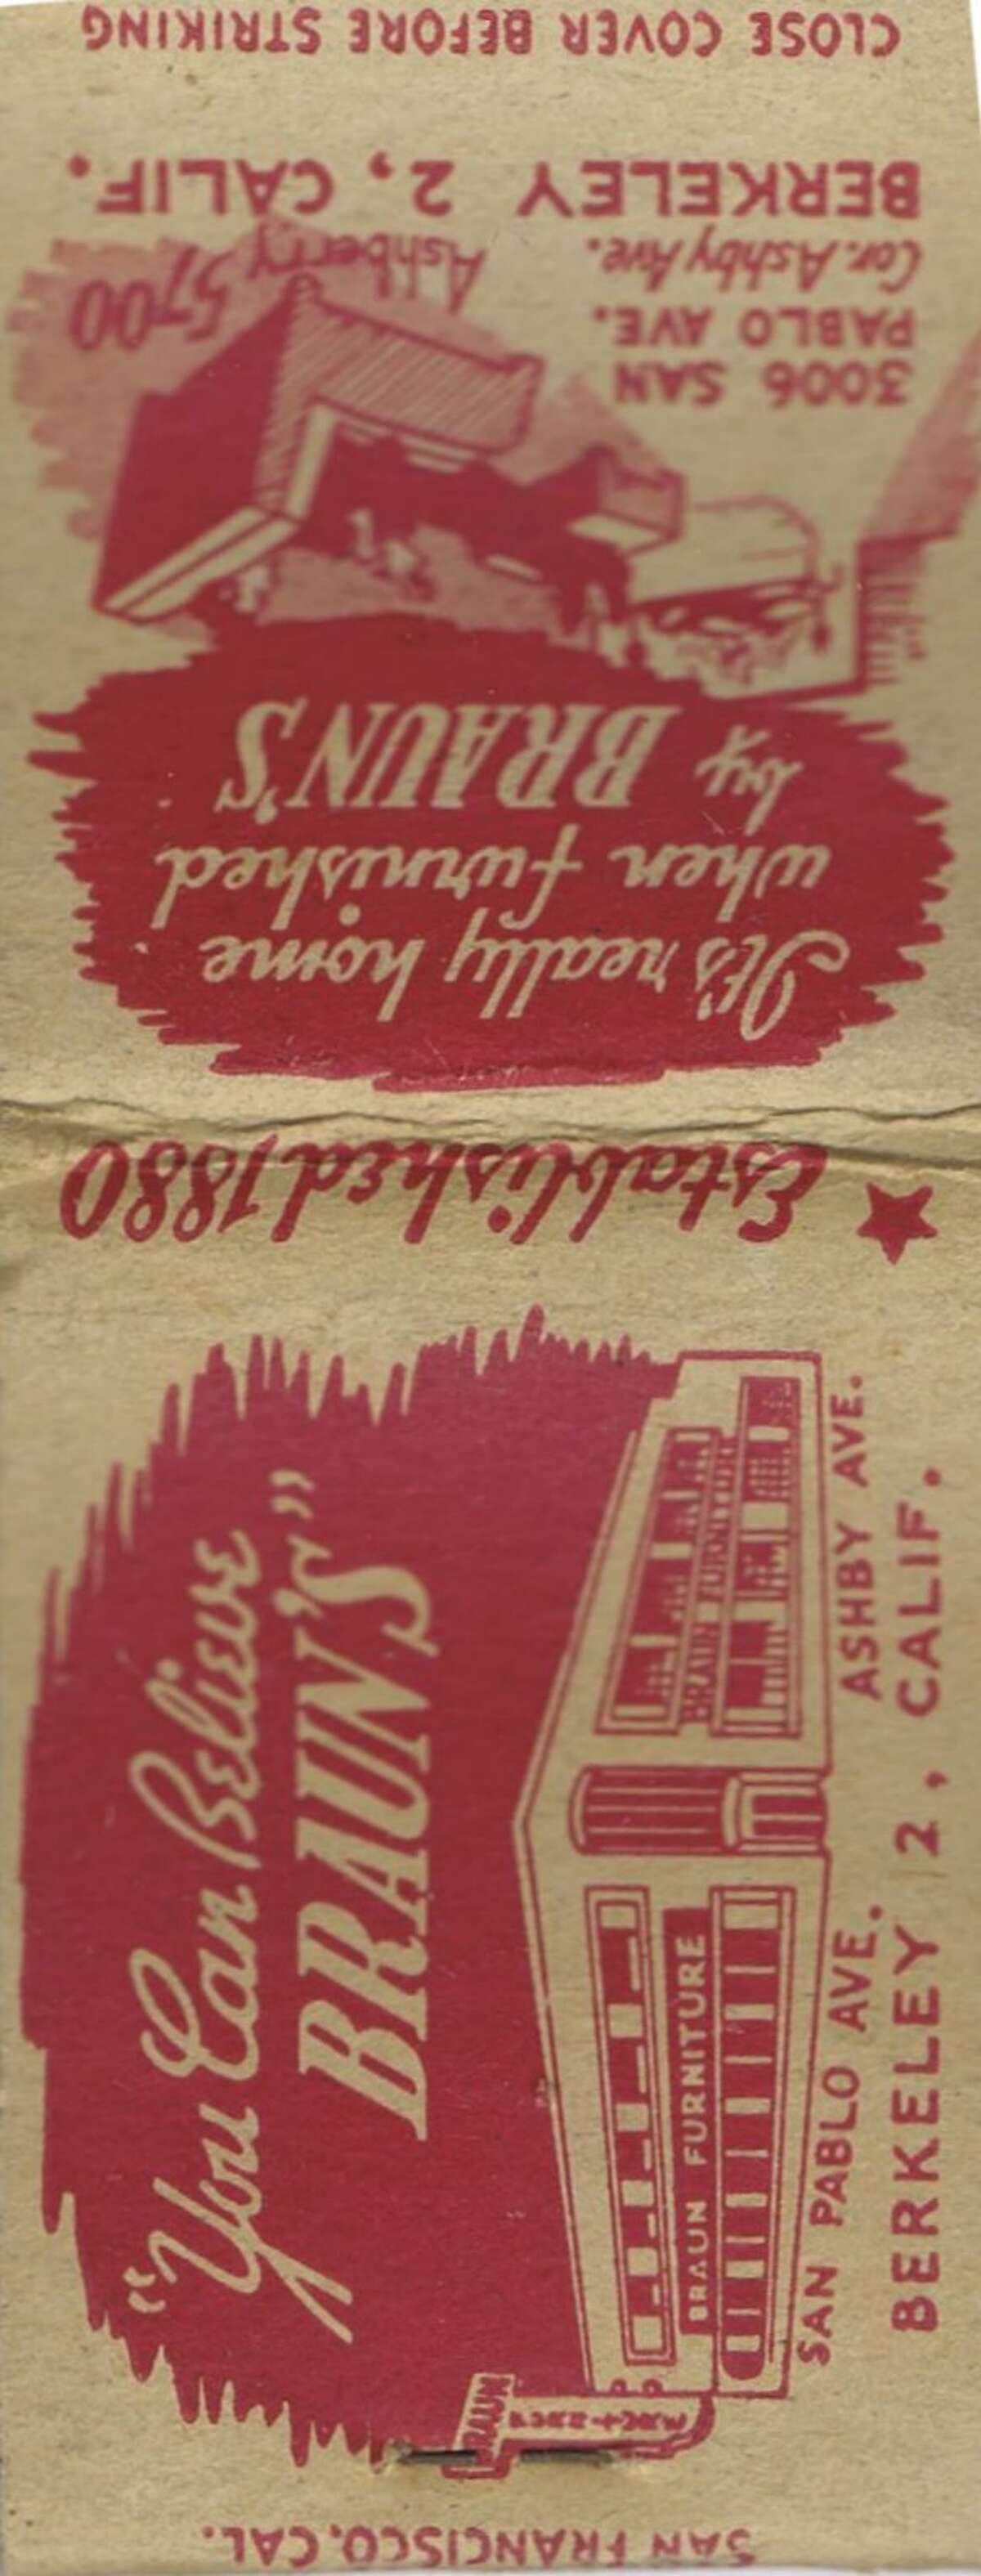 CLOSE COVER BEFORE STRIKING
It's really home
when furnished
by BRAUN'S
3006 SAN
PABLO AVE.
Cor. Ashby Ave.
Ashberry
5700
BERKELEY 2, CALIF.
★ Established 1880
"You Can Believe
BRAUN'S"
BRAUN FURNITURE
BRAUN FURNITURE
SAN PABLO AVE.
ASHBY AVE.
BERKELEY 2, CALIF.
SAN FRANCISCO, CAL.